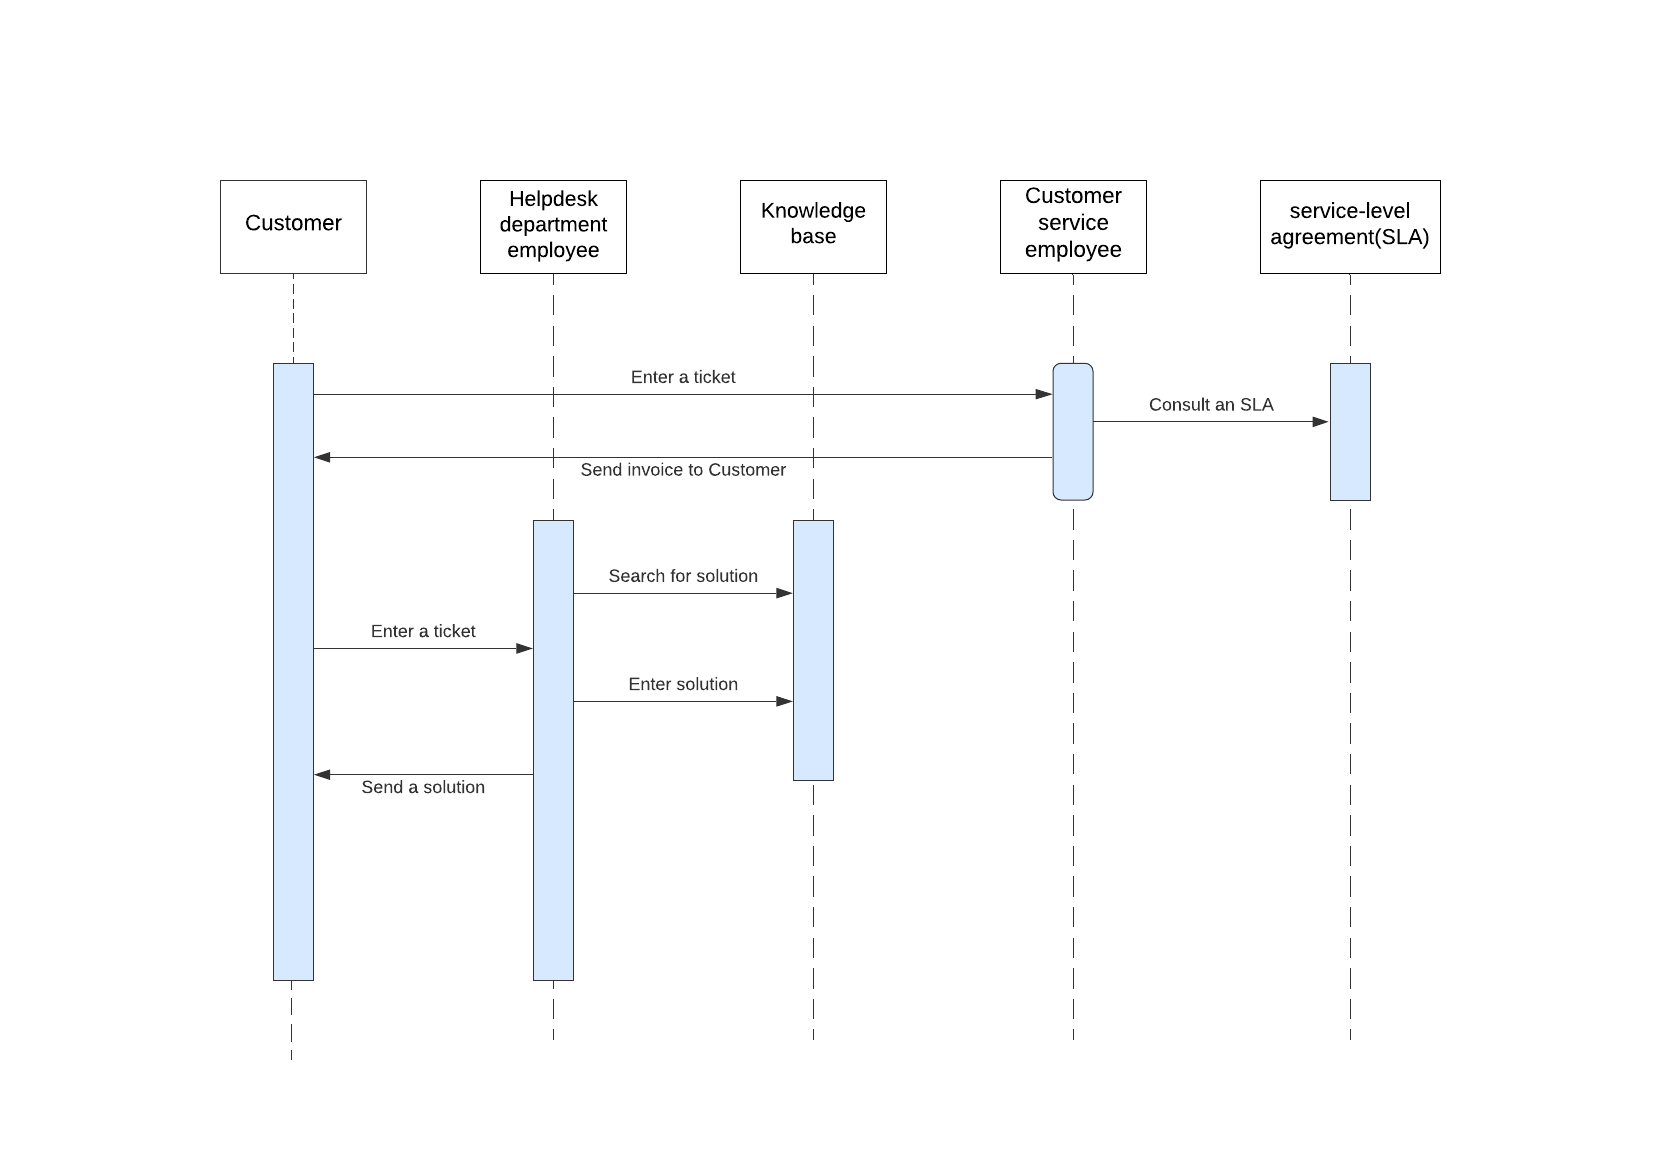 Customer
Helpdesk
department
employee
Knowledge
base
Customer
service
employee
service-level
agreement(SLA)
Enter a ticket
Consult an SLA
Send invoice to Customer
Search for solution
Enter a ticket
Enter solution
Send a solution